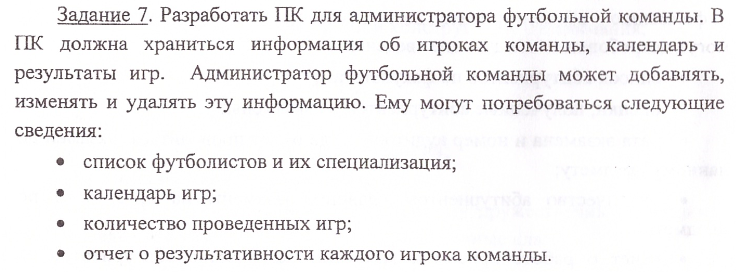 Задание 7. Разработать ПК для администратора футбольной команды. В
ПК должна храниться информация об игроках команды, календарь и
результаты игр. Администратор футбольной команды может добавлять,
изменять и удалять эту информацию. Ему могут потребоваться следующие
сведения:
• список футболистов и их специализация;
• календарь игр;
• количество проведенных игр;
• отчет о результативности каждого игрока команды.